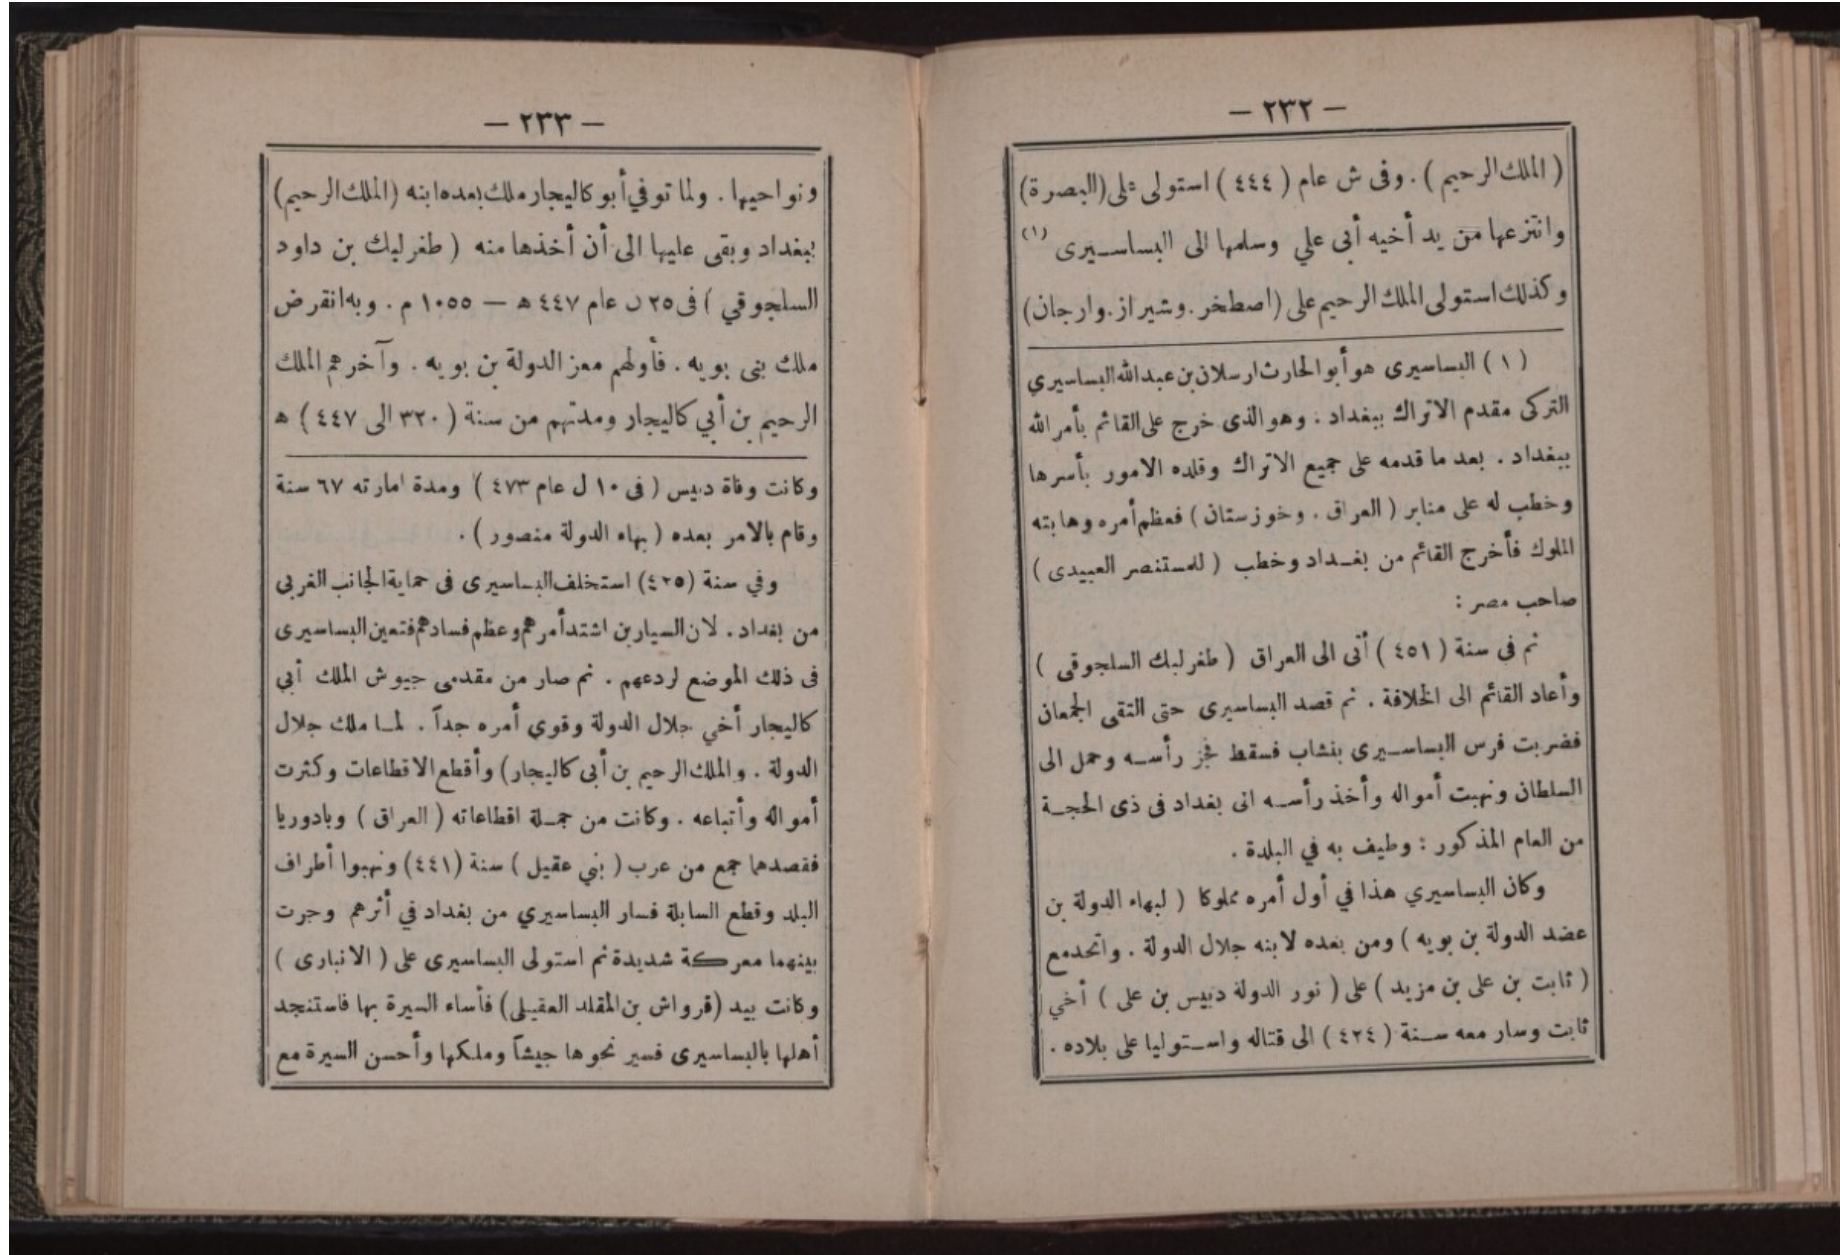 — ٢٣٢ —
( الملك الرحيم ) . وفى ش عام ( ٤٤٤ ) استولى على (البصرة)
وانتزعها من يد أخيه أبى علي وسلمها الى البساسـيرى (١)
وكذلك استولى الملك الرحيم على (اصطخر . وشيراز . وارجان)
( ١ ) البساسيرى هو أبو الحارث ارسلان بن عبد الله البساسيري
التركى مقدم الاتراك ببغداد . وهو الذى خرج على القائم بأمر الله
ببغداد . بعد ما قدمه على جميع الاتراك وقلده الامور بأسرها
وخطب له على منابر ( العراق . وخوزستان ) فعظم أمره وهابته
الملوك فأخرج القائم من بغـداد وخطب ( للمستنصر العبيدى )
صاحب مصر :
ثم فى سنة ( ٤٥١ ) أتى الى العراق ( طغرلبك السلجوقى )
وأعاد القائم الى الخلافة . ثم قصد البساسيرى حتى التقى الجمعان
فضربت فرس البساسـيرى بنشاب فسقط فجز رأسـه وحمل الى
السلطان ونهبت أمواله وأخذ رأسـه الى بغداد فى ذى الحجـة
من العام المذكور : وطيف به في البلدة .
وكان البساسيري هذا في أول أمره مملوكا ( لبهاء الدولة بن
عضد الدولة بن بويه ) ومن بعده لابنه جلال الدولة . واتحد مع
( ثابت بن على بن مزيد ) على ( نور الدولة دبيس بن على ) أخي
ثابت وسار معه سـنة ( ٤٢٤ ) الى قتاله واسـتوليا على بلاده .
— ٢٣٣ —
ونواحيها . ولما توفي أبو كاليجار ملك بعده ابنه (الملك الرحيم)
ببغداد وبقى عليها الى أن أخذها منه ( طغرلبك بن داود
السلجوقي ) فى ٢٥ ن عام ٤٤٧ ه — ١٠٥٥ م . وبه انقرض
ملك بنى بويه . فأولهم معز الدولة بن بويه . وآخرهم الملك
الرحيم بن أبي كاليجار ومدتهم من سنة ( ٣٢٠ الى ٤٤٧ ) ه
وكانت وفاة دبيس ( فى ١٠ ل عام ٤٧٣ ) ومدة امارته ٦٧ سنة
وقام بالامر بعده ( بهاء الدولة منصور ) .
وفي سنة (٤٢٥) استخلف البساسيرى فى حماية الجانب الغربى
من بغداد . لان السيارين اشتد أمرهم وعظم فسادهم فتعين البساسيرى
فى ذلك الموضع لردعهم . ثم صار من مقدمى جيوش الملك أبي
كاليجار أخي جلال الدولة وقوي أمره جداً . لمـا ملك جلال
الدولة . والملك الرحيم بن أبى كاليجار) وأقطع الاقطاعات وكثرت
أمواله وأتباعه . وكانت من جمـلة اقطاعاته ( العراق ) وبادوريا
فقصدهما جمع من عرب ( بني عقيل ) سنة (٤٤١) ونهبوا أطراف
البلد وقطع السابلة فسار البساسيري من بغداد في أثرهم وجرت
بينهما معركة شديدة ثم استولى البساسيرى على ( الانبارى )
وكانت بيد (قرواش بن المقلد العقيلى) فأساء السيرة بها فاستنجد
أهلها بالبساسيرى فسير نحوها جيشاً وملكها وأحسن السيرة مع